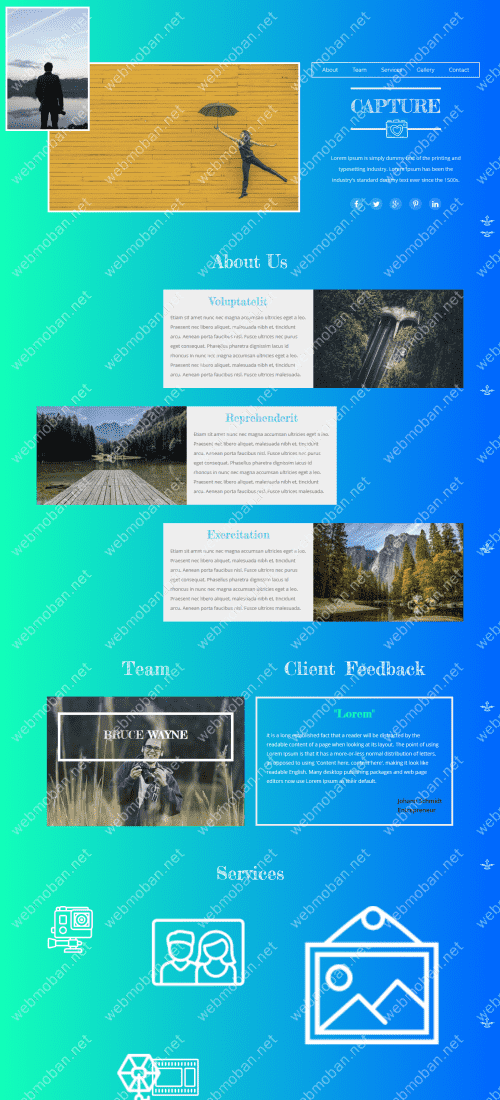 About Team Services Gallery Contact
CAPTURE
Lorem Ipsum is simply dummy text of the printing and
typesetting industry. Lorem Ipsum has been the
industry's standard dummy text ever since the 1500s.
About Us
Voluptatelit
Etiam sit amet nunc nec magna accumsan ultricies eget a leo.
Praesent nec libero aliquet, malesuada nibh et, tincidunt
arcu. Aenean porta faucibus nisl. Fusce ultrices nec purus
eget consequat. Phasellus pharetra dignissim lacus id
rhoncus in nunc nec magna accumsan ultricies eget a leo.
Praesent nec libero aliquet, malesuada nibh et, tincidunt
arcu. Aenean porta faucibus nisl. Fusce ultrices malesuada.
Reprehenderit
Etiam sit amet nunc nec magna accumsan ultricies eget a leo.
Praesent nec libero aliquet, malesuada nibh et, tincidunt
arcu. Aenean porta faucibus nisl. Fusce ultrices nec purus
eget consequat. Phasellus pharetra dignissim lacus id
rhoncus in nunc nec magna accumsan ultricies eget a leo.
Praesent nec libero aliquet, malesuada nibh et, tincidunt
arcu. Aenean porta faucibus nisl. Fusce ultrices malesuada.
Exercitation
Etiam sit amet nunc nec magna accumsan ultricies eget a leo.
Praesent nec libero aliquet, malesuada nibh et, tincidunt
arcu. Aenean porta faucibus nisl. Fusce ultrices nec purus
eget consequat. Phasellus pharetra dignissim lacus id
rhoncus in nunc nec magna accumsan ultricies eget a leo.
Praesent nec libero aliquet, malesuada nibh et, tincidunt
arcu. Aenean porta faucibus nisl. Fusce ultrices malesuada.
Team
BRUCE WAYNE
Client Feedback
"Lorem"
It is a long established fact that a reader will be distracted by the
readable content of a page when looking at its layout. The point of using
Lorem Ipsum is that it has a more-or-less normal distribution of letters,
as opposed to using 'Content here, content here', making it look like
readable English. Many desktop publishing packages and web page
editors now use Lorem Ipsum as their default.
Entrepreneur
Services
webmoban.net